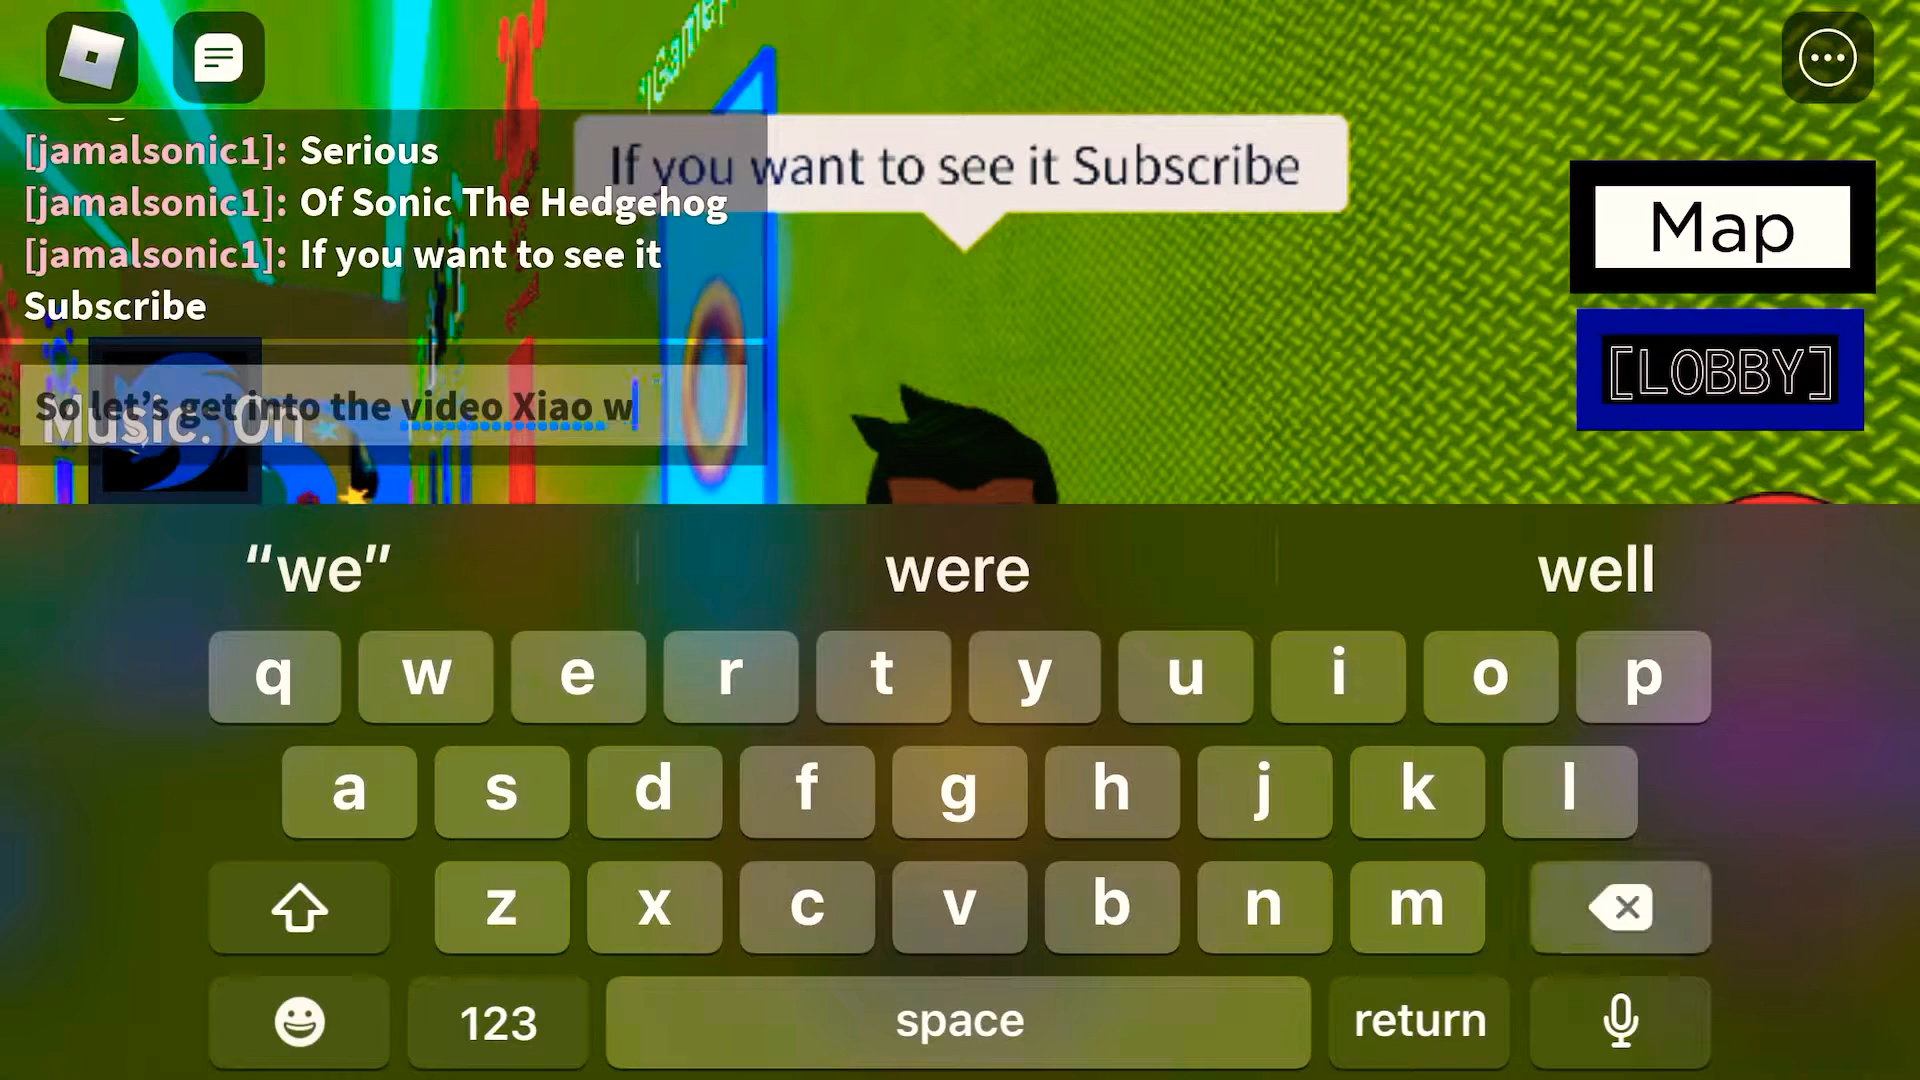 [jamalsonic1]: Serious
[jamalsonic1]: Of Sonic The Hedgehog
[jamalsonic1]: If you want to see it
Subscribe
If you want to see it Subscribe
Map
[LOBBY]
So let’s get into the video Xiao w
Music: On
“we” were well
q w e r t y u i o p
a s d f g h j k l
z x c v b n m
123 space return